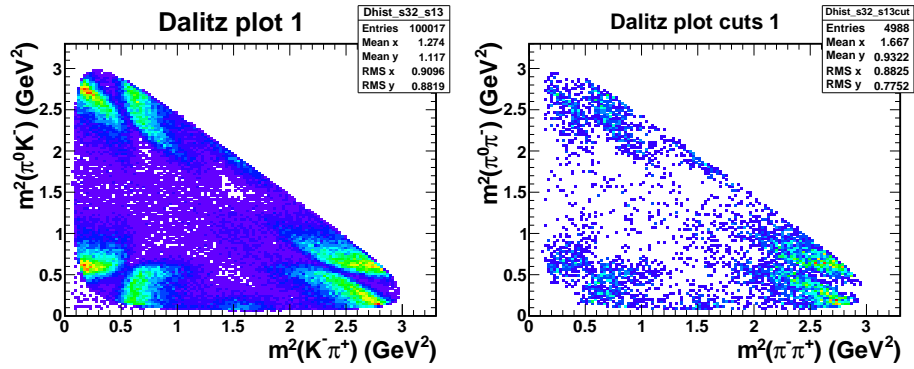 Dalitz plot 1
Dhist_s32_s13
Entries 100017
Mean x 1.274
Mean y 1.117
RMS x 0.9096
RMS y 0.8819
m²(π⁰K⁻) (GeV²)
3
2.5
2
1.5
1
0.5
0
0 0.5 1 1.5 2 2.5 3
m²(K⁻π⁺) (GeV²)
Dalitz plot cuts 1
Dhist_s32_s13cut
Entries 4988
Mean x 1.667
Mean y 0.9322
RMS x 0.8825
RMS y 0.7752
m²(π⁰π⁻) (GeV²)
3
2.5
2
1.5
1
0.5
0
0 0.5 1 1.5 2 2.5 3
m²(π⁻π⁺) (GeV²)